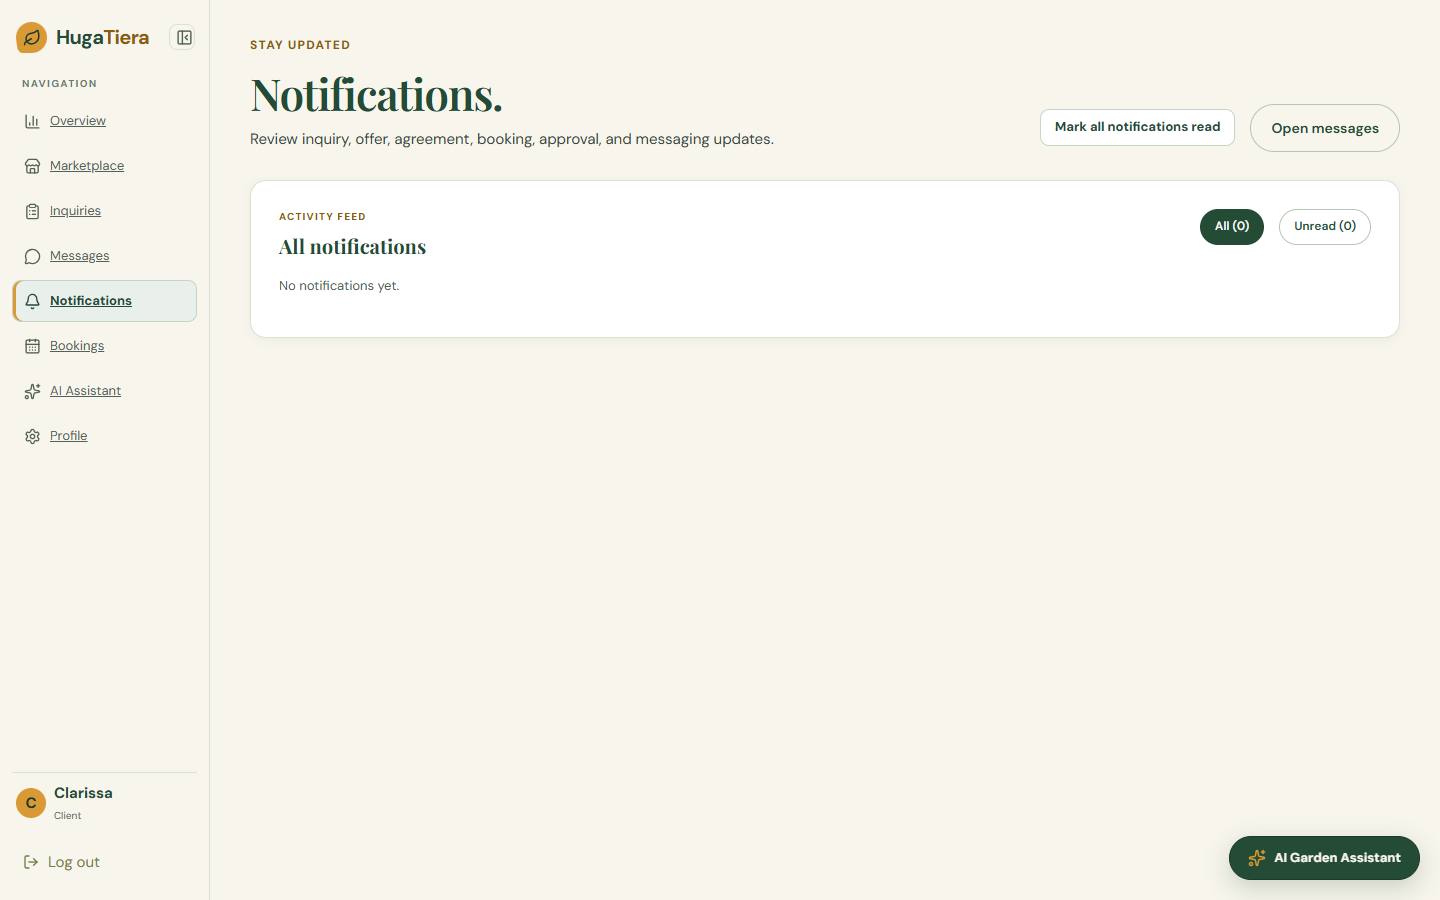 HugaTiera
NAVIGATION
Overview
Marketplace
Inquiries
Messages
Notifications
Bookings
AI Assistant
Profile
C
Clarissa
Client
Log out
STAY UPDATED
Notifications.
Review inquiry, offer, agreement, booking, approval, and messaging updates.
Mark all notifications read
Open messages
ACTIVITY FEED
All notifications
All (0)
Unread (0)
No notifications yet.
AI Garden Assistant